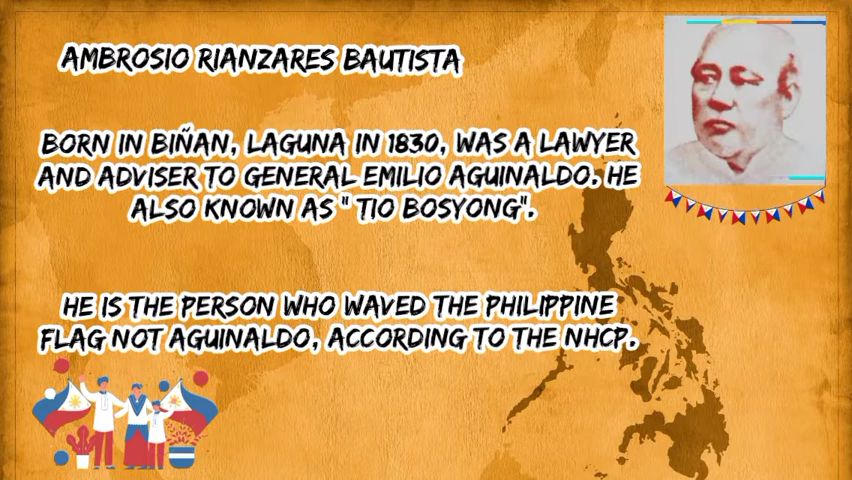 AMBROSIO RIANZARES BAUTISTA
BORN IN BIÑAN, LAGUNA IN 1830, WAS A LAWYER
AND ADVISER TO GENERAL EMILIO AGUINALDO. HE
ALSO KNOWN AS " TIO BOSYONG".
HE IS THE PERSON WHO WAVED THE PHILIPPINE
FLAG NOT AGUINALDO, ACCORDING TO THE NHCP.